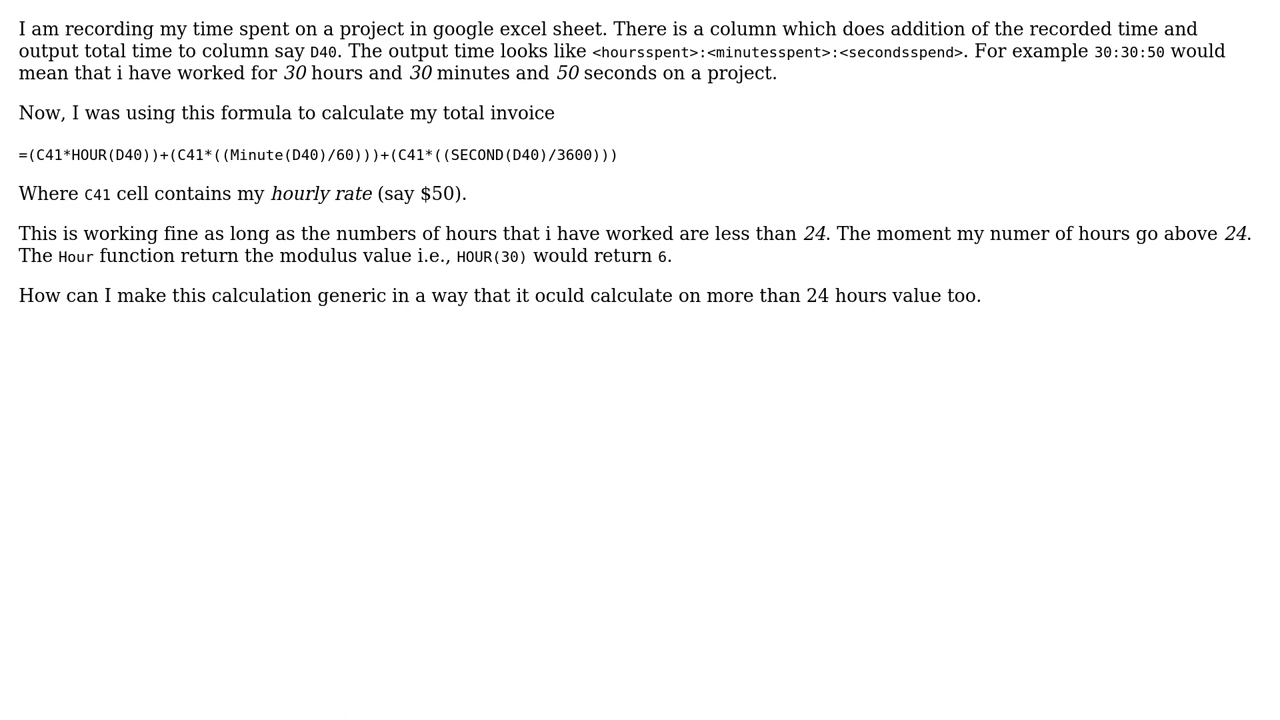 I am recording my time spent on a project in google excel sheet. There is a column which does addition of the recorded time and
output total time to column say D40. The output time looks like <hoursspent>:<minutesspent>:<secondsspend>. For example 30:30:50 would
mean that i have worked for 30 hours and 30 minutes and 50 seconds on a project.
Now, I was using this formula to calculate my total invoice
=(C41*HOUR(D40))+(C41*((Minute(D40)/60)))+(C41*((SECOND(D40)/3600)))
Where C41 cell contains my hourly rate (say $50).
This is working fine as long as the numbers of hours that i have worked are less than 24. The moment my numer of hours go above 24.
The Hour function return the modulus value i.e., HOUR(30) would return 6.
How can I make this calculation generic in a way that it oculd calculate on more than 24 hours value too.